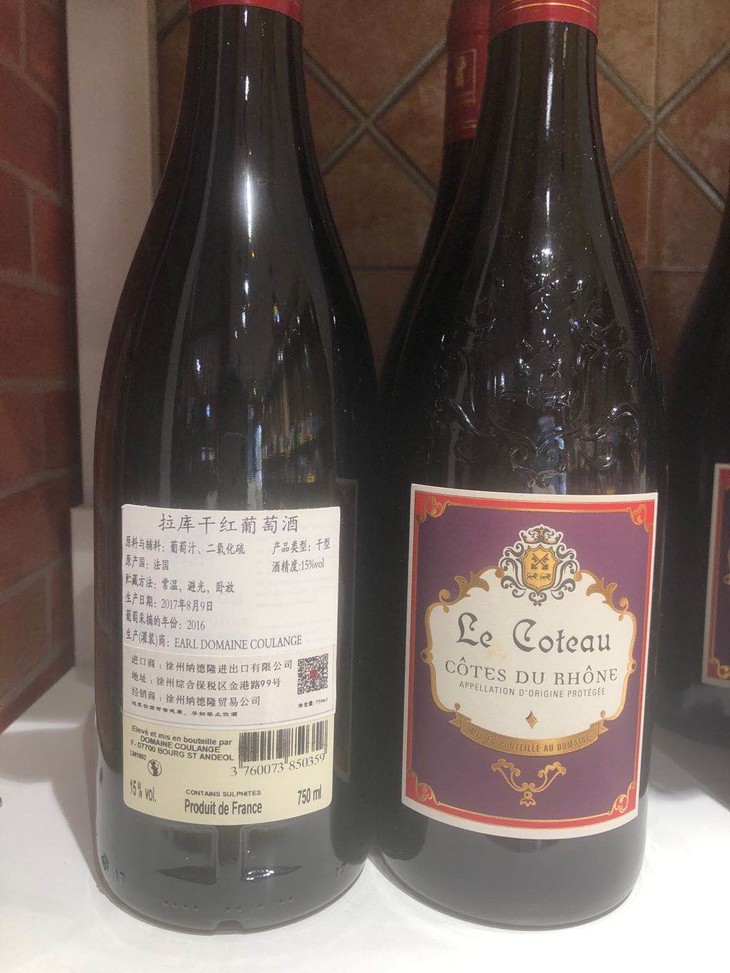 拉库干红葡萄酒
原料与辅料：葡萄汁、二氧化硫 产品类型：干型
原产国：法国 酒精度:15%vol
贮藏方法：常温，避光，卧放
生产日期：2017年8月9日
葡萄采摘的年份：2016
生产(灌装)商：EARL DOMAINE COULANGE
进口商：徐州纳德隆进出口有限公司
地址：徐州综合保税区金港路99号
经销商：徐州纳德隆贸易公司
Elevé et mis en bouteille par
DOMAINE COULANGE
F- 07700 BOURG ST ANDEOL
3 760073 850359
15 % vol.
CONTAINS SULPHITES
Produit de France
750 ml
Le Coteau
CÔTES DU RHÔNE
APPELLATION D'ORIGINE PROTÉGÉE
MIS EN BOUTEILLE AU DOMAINE